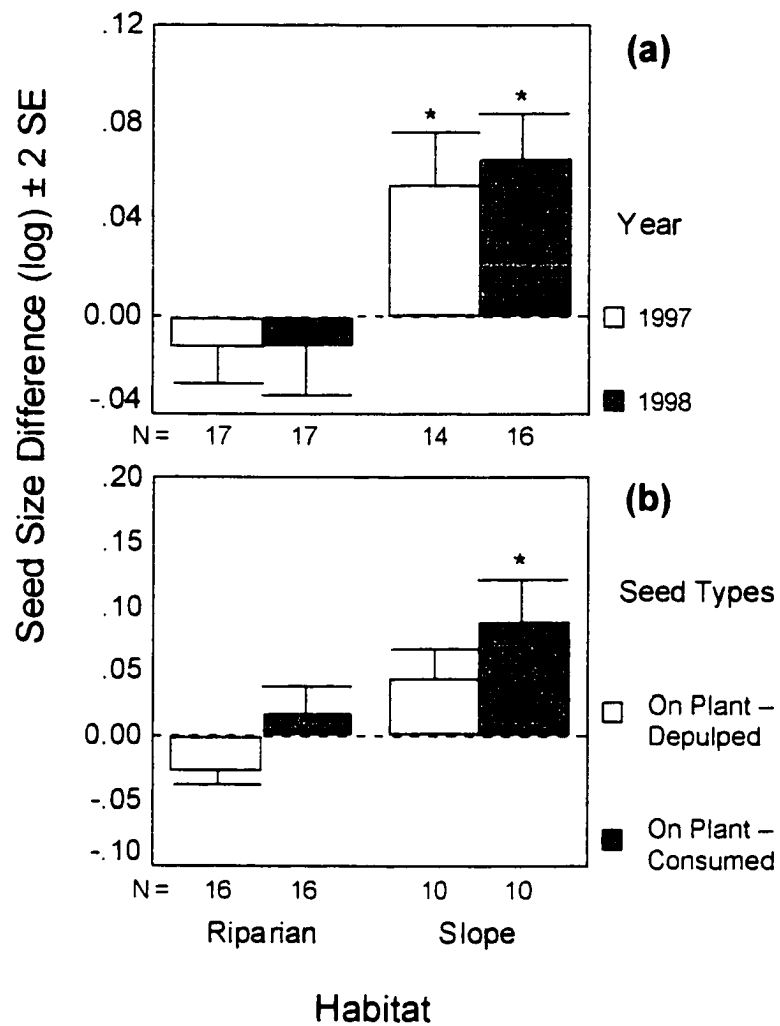 Seed Size Difference (log) ± 2 SE
(a)
.12
.08
.04
0.00
-.04
* *
N = 17 17 14 16
Year
1997
1998
(b)
.20
.15
.10
.05
0.00
-.05
-.10
*
N = 16 16 10 10
Riparian Slope
Seed Types
On Plant –
Depulped
On Plant –
Consumed
Habitat